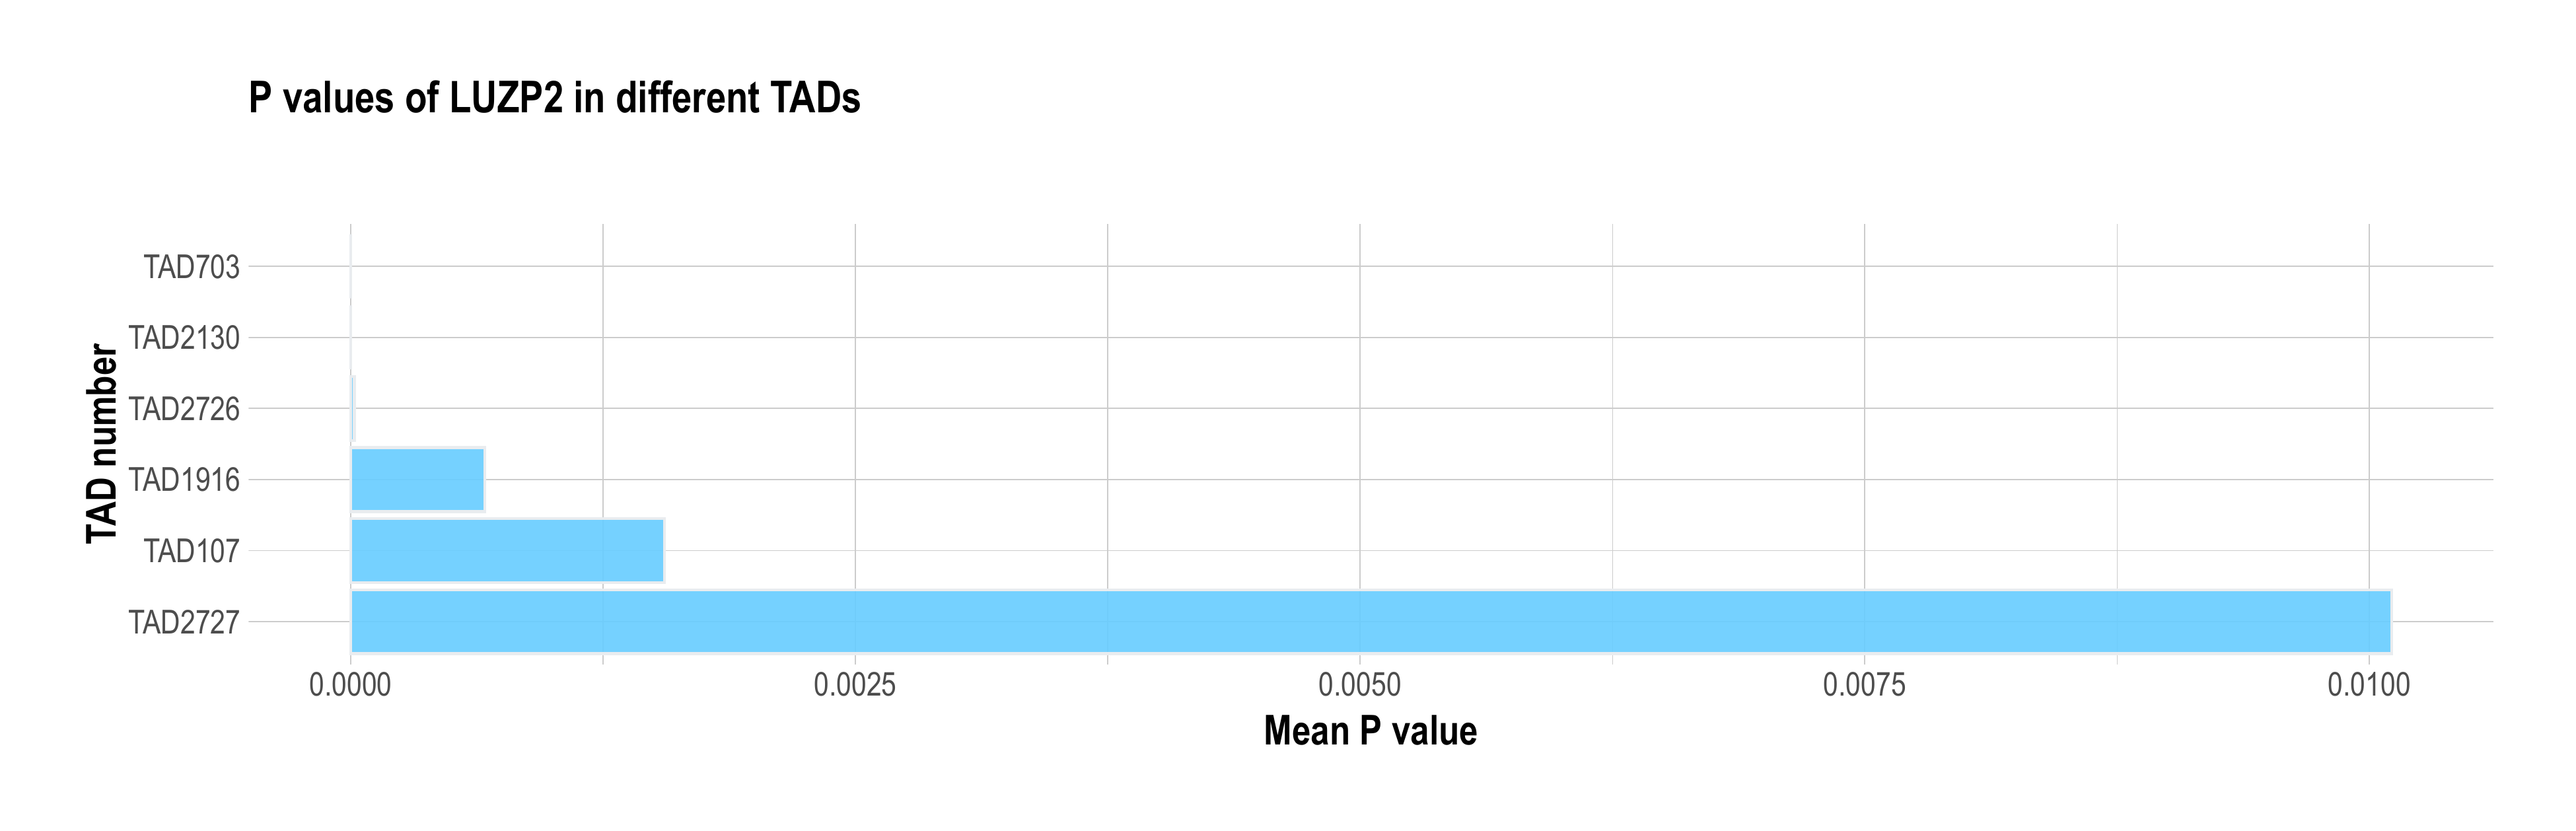 P values of LUZP2 in different TADs
TAD number
TAD703
TAD2130
TAD2726
TAD1916
TAD107
TAD2727
0.0000 0.0025 0.0050 0.0075 0.0100
Mean P value